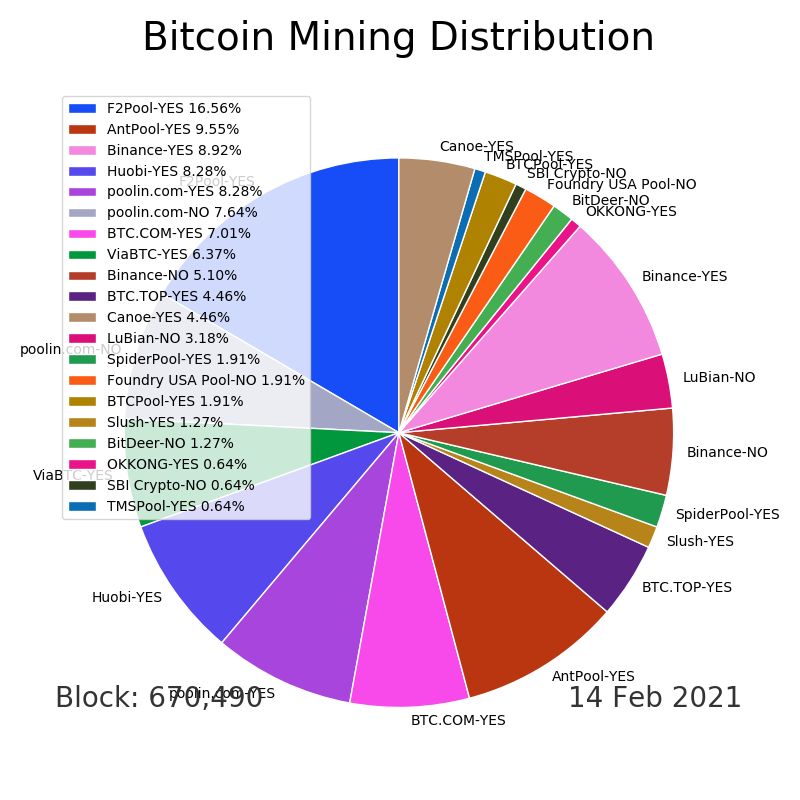 Bitcoin Mining Distribution
F2Pool-YES 16.56%
AntPool-YES 9.55%
Binance-YES 8.92%
Huobi-YES 8.28%
poolin.com-YES 8.28%
poolin.com-NO 7.64%
BTC.COM-YES 7.01%
ViaBTC-YES 6.37%
Binance-NO 5.10%
BTC.TOP-YES 4.46%
Canoe-YES 4.46%
LuBian-NO 3.18%
SpiderPool-YES 1.91%
Foundry USA Pool-NO 1.91%
BTCPool-YES 1.91%
Slush-YES 1.27%
BitDeer-NO 1.27%
OKKONG-YES 0.64%
SBI Crypto-NO 0.64%
TMSPool-YES 0.64%
Canoe-YES
TMSPool-YES
BTCPool-YES
SBI Crypto-NO
Foundry USA Pool-NO
BitDeer-NO
OKKONG-YES
Binance-YES
LuBian-NO
Binance-NO
SpiderPool-YES
Slush-YES
BTC.TOP-YES
AntPool-YES
BTC.COM-YES
poolin.com-YES
Huobi-YES
ViaBTC-YES
poolin.com-NO
F2Pool-YES
Block: 670,490
14 Feb 2021